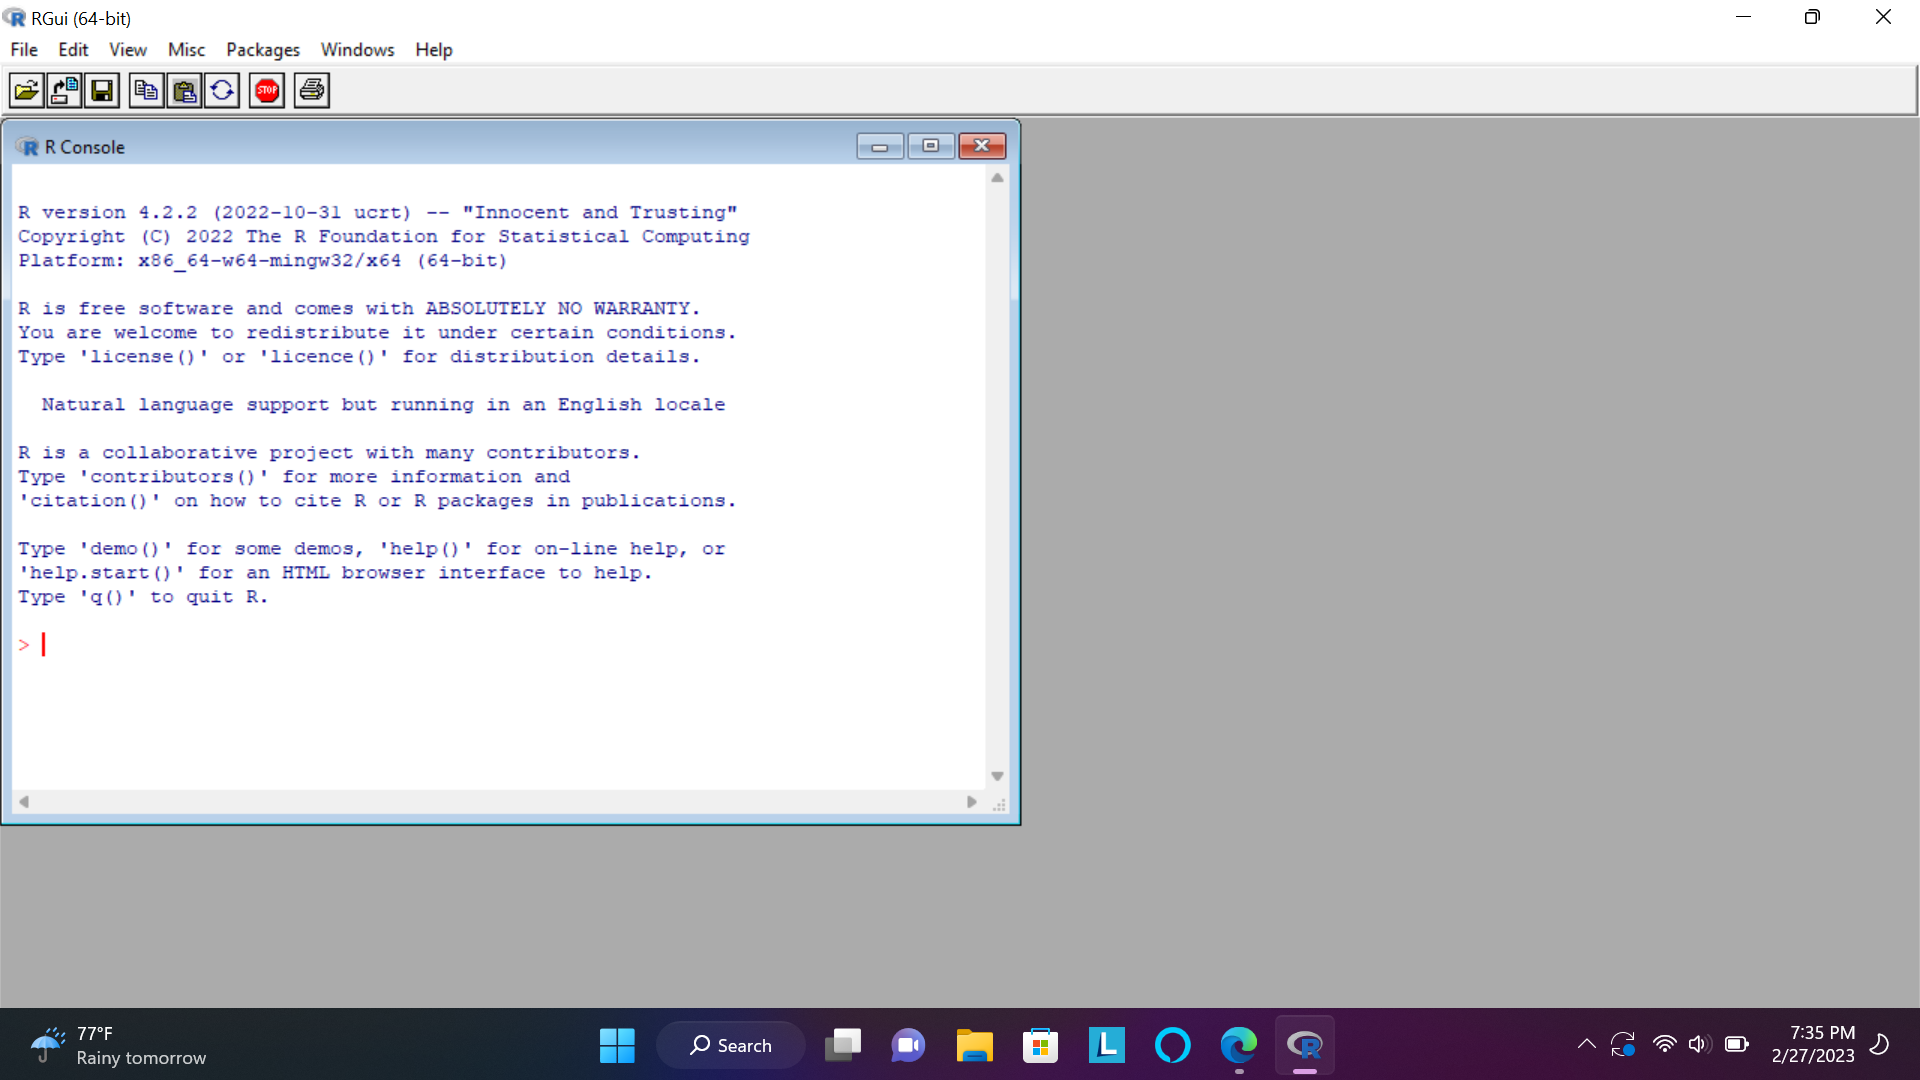 RGui (64-bit)
File Edit View Misc Packages Windows Help
STOP
R Console
R version 4.2.2 (2022-10-31 ucrt) -- "Innocent and Trusting"
Copyright (C) 2022 The R Foundation for Statistical Computing
Platform: x86_64-w64-mingw32/x64 (64-bit)
R is free software and comes with ABSOLUTELY NO WARRANTY.
You are welcome to redistribute it under certain conditions.
Type 'license()' or 'licence()' for distribution details.
Natural language support but running in an English locale
R is a collaborative project with many contributors.
Type 'contributors()' for more information and
'citation()' on how to cite R or R packages in publications.
Type 'demo()' for some demos, 'help()' for on-line help, or
'help.start()' for an HTML browser interface to help.
Type 'q()' to quit R.
>
77°F
Rainy tomorrow
Search
L
R
7:35 PM
2/27/2023